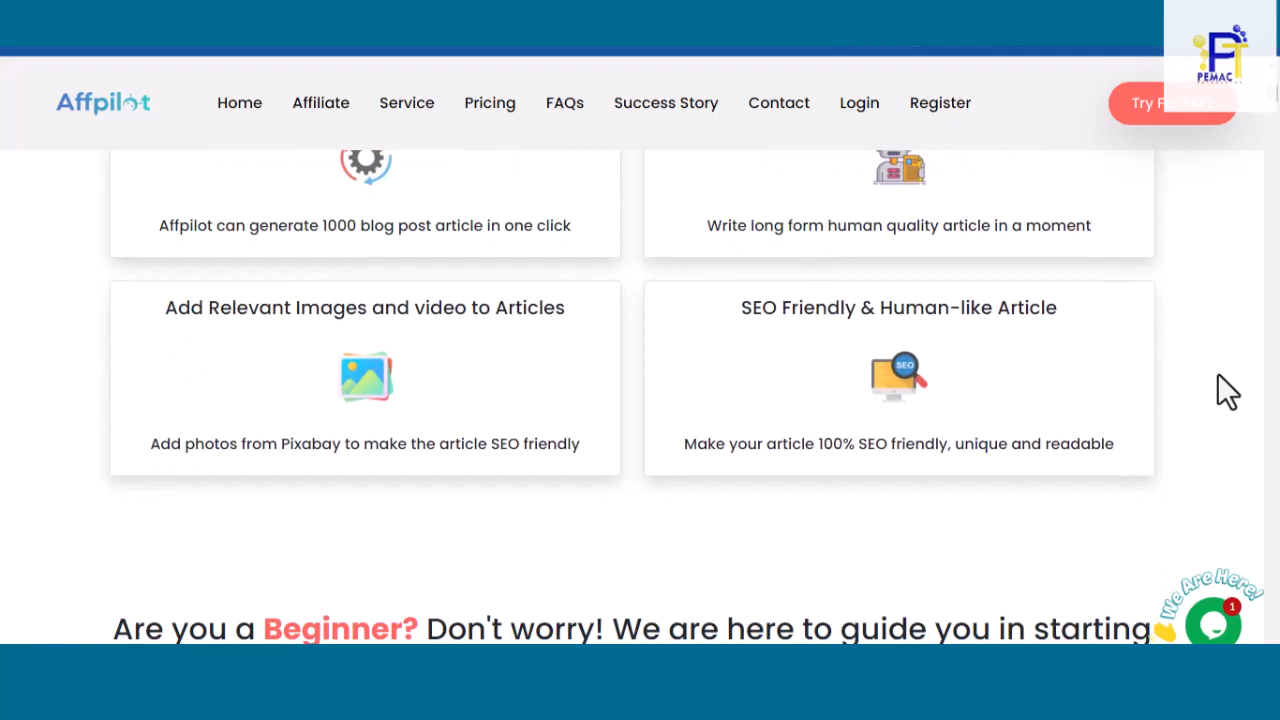 PT
PEMAC
Affpilot
Home Affiliate Service Pricing FAQs Success Story Contact Login Register
Try For
Affpilot can generate 1000 blog post article in one click
Write long form human quality article in a moment
Add Relevant Images and video to Articles
SEO Friendly & Human-like Article
SEO
Add photos from Pixabay to make the article SEO friendly
Make your article 100% SEO friendly, unique and readable
We Are Here!
1
Are you a Beginner? Don't worry! We are here to guide you in starting